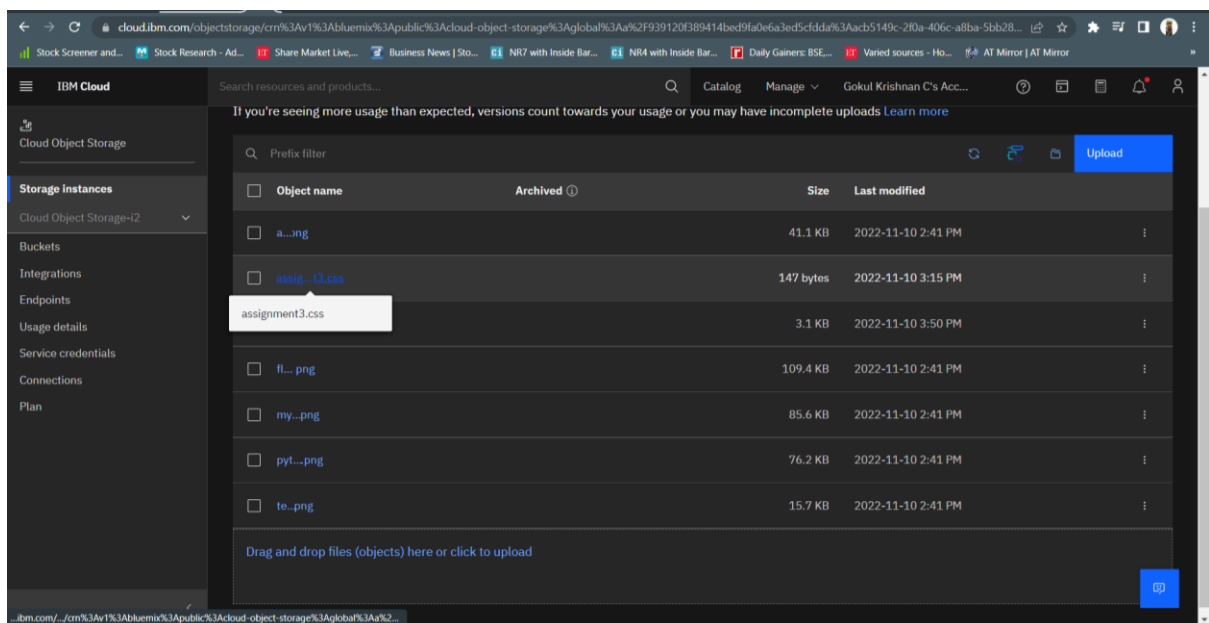 cloud.ibm.com/objectstorage/crn%3Av1%3Abluemix%3Apublic%3Acloud-object-storage%3Aglobal%3Aa%2F939120f389414bed9fa0e6a3ed5cfdda%3Aacb5149c-2f0a-406c-a8ba-5bb28...
Stock Screener and... Stock Research - Ad... ET Share Market Live,... Business News | Sto... NR7 with Inside Bar... NR4 with Inside Bar... Daily Gainers: BSE,... ET Varied sources - Ho... AT Mirror | AT Mirror »
IBM Cloud Search resources and products... Catalog Manage Gokul Krishnan C's Acc...
If you're seeing more usage than expected, versions count towards your usage or you may have incomplete uploads Learn more
Cloud Object Storage
Prefix filter Upload
Storage instances
Object name Archived Size Last modified
Cloud Object Storage-i2
a...ng 41.1 KB 2022-11-10 2:41 PM
Buckets
Integrations
assig...t3.css 147 bytes 2022-11-10 3:15 PM
Endpoints
assignment3.css
Usage details
3.1 KB 2022-11-10 3:50 PM
Service credentials
Connections
fl... png 109.4 KB 2022-11-10 2:41 PM
Plan
my...png 85.6 KB 2022-11-10 2:41 PM
pyt...png 76.2 KB 2022-11-10 2:41 PM
te..png 15.7 KB 2022-11-10 2:41 PM
Drag and drop files (objects) here or click to upload
...ibm.com/.../crn%3Av1%3Abluemix%3Apublic%3Acloud-object-storage%3Aglobal%3Aa%2...